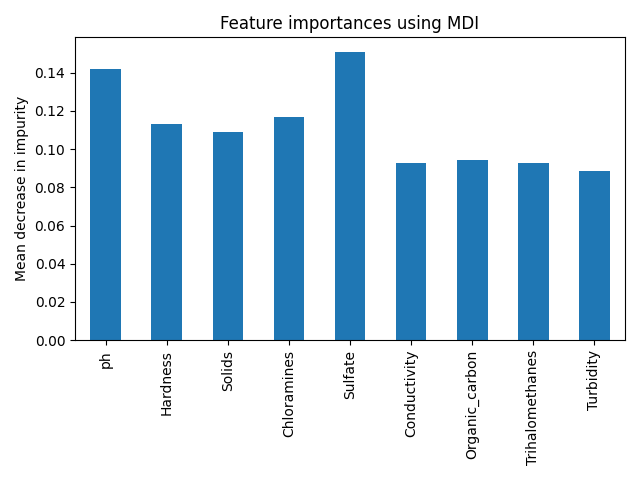 Feature importances using MDI
Mean decrease in impurity
0.14
0.12
0.10
0.08
0.06
0.04
0.02
0.00
ph
Hardness
Solids
Chloramines
Sulfate
Conductivity
Organic_carbon
Trihalomethanes
Turbidity